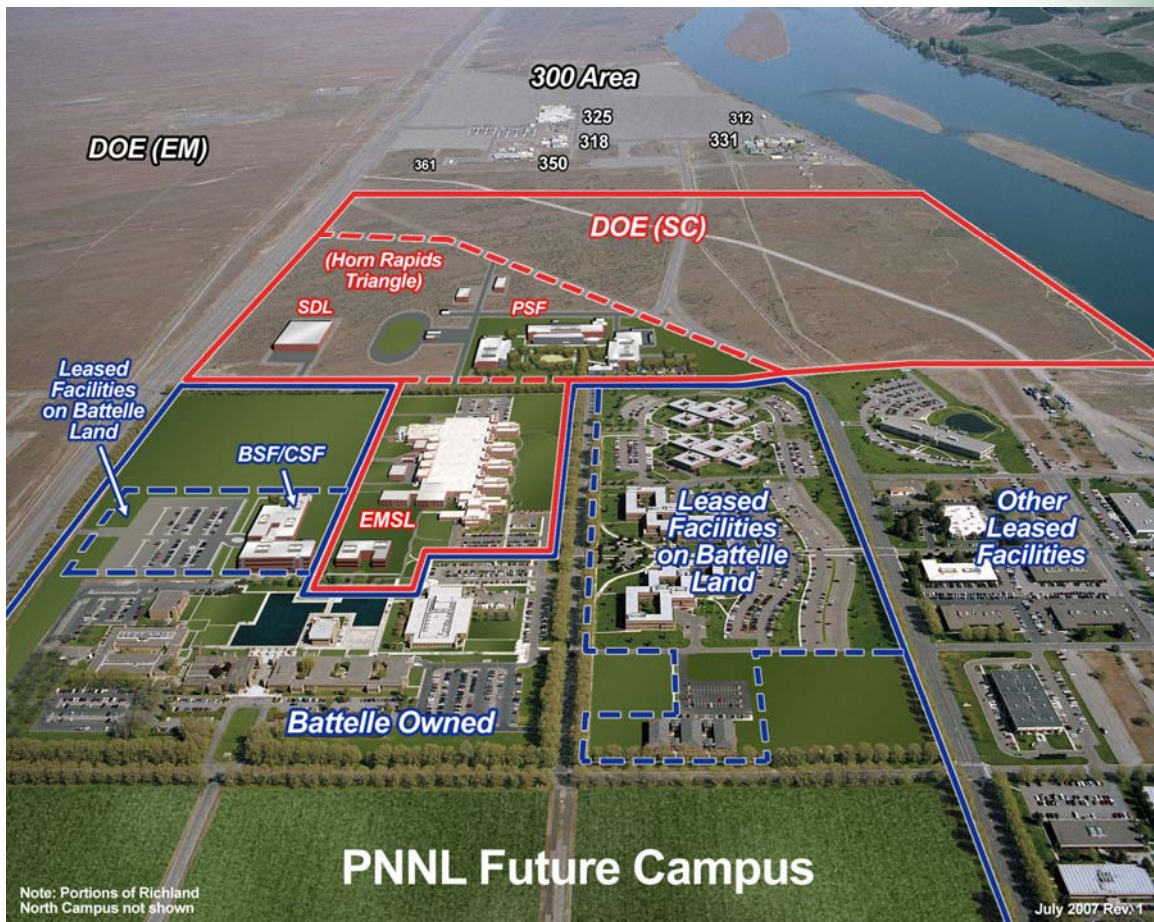 300 Area
325
312
DOE (EM)
318
331
361
350
DOE (SC)
(Horn Rapids
Triangle)
SDL
PSF
Leased
Facilities
on Battelle
Land
BSF/CSF
EMSL
Leased
Facilities
on Battelle
Land
Other
Leased
Facilities
Battelle Owned
PNNL Future Campus
Note: Portions of Richland
North Campus not shown
July 2007 Rev. 1